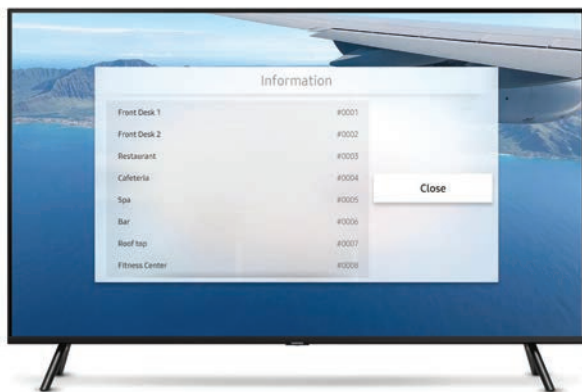 Information
Front Desk 1 #0001
Front Desk 2 #0002
Restaurant #0003
Cafeteria #0004
Spa #0005
Bar #0006
Roof top #0007
Fitness Center #0008
Close